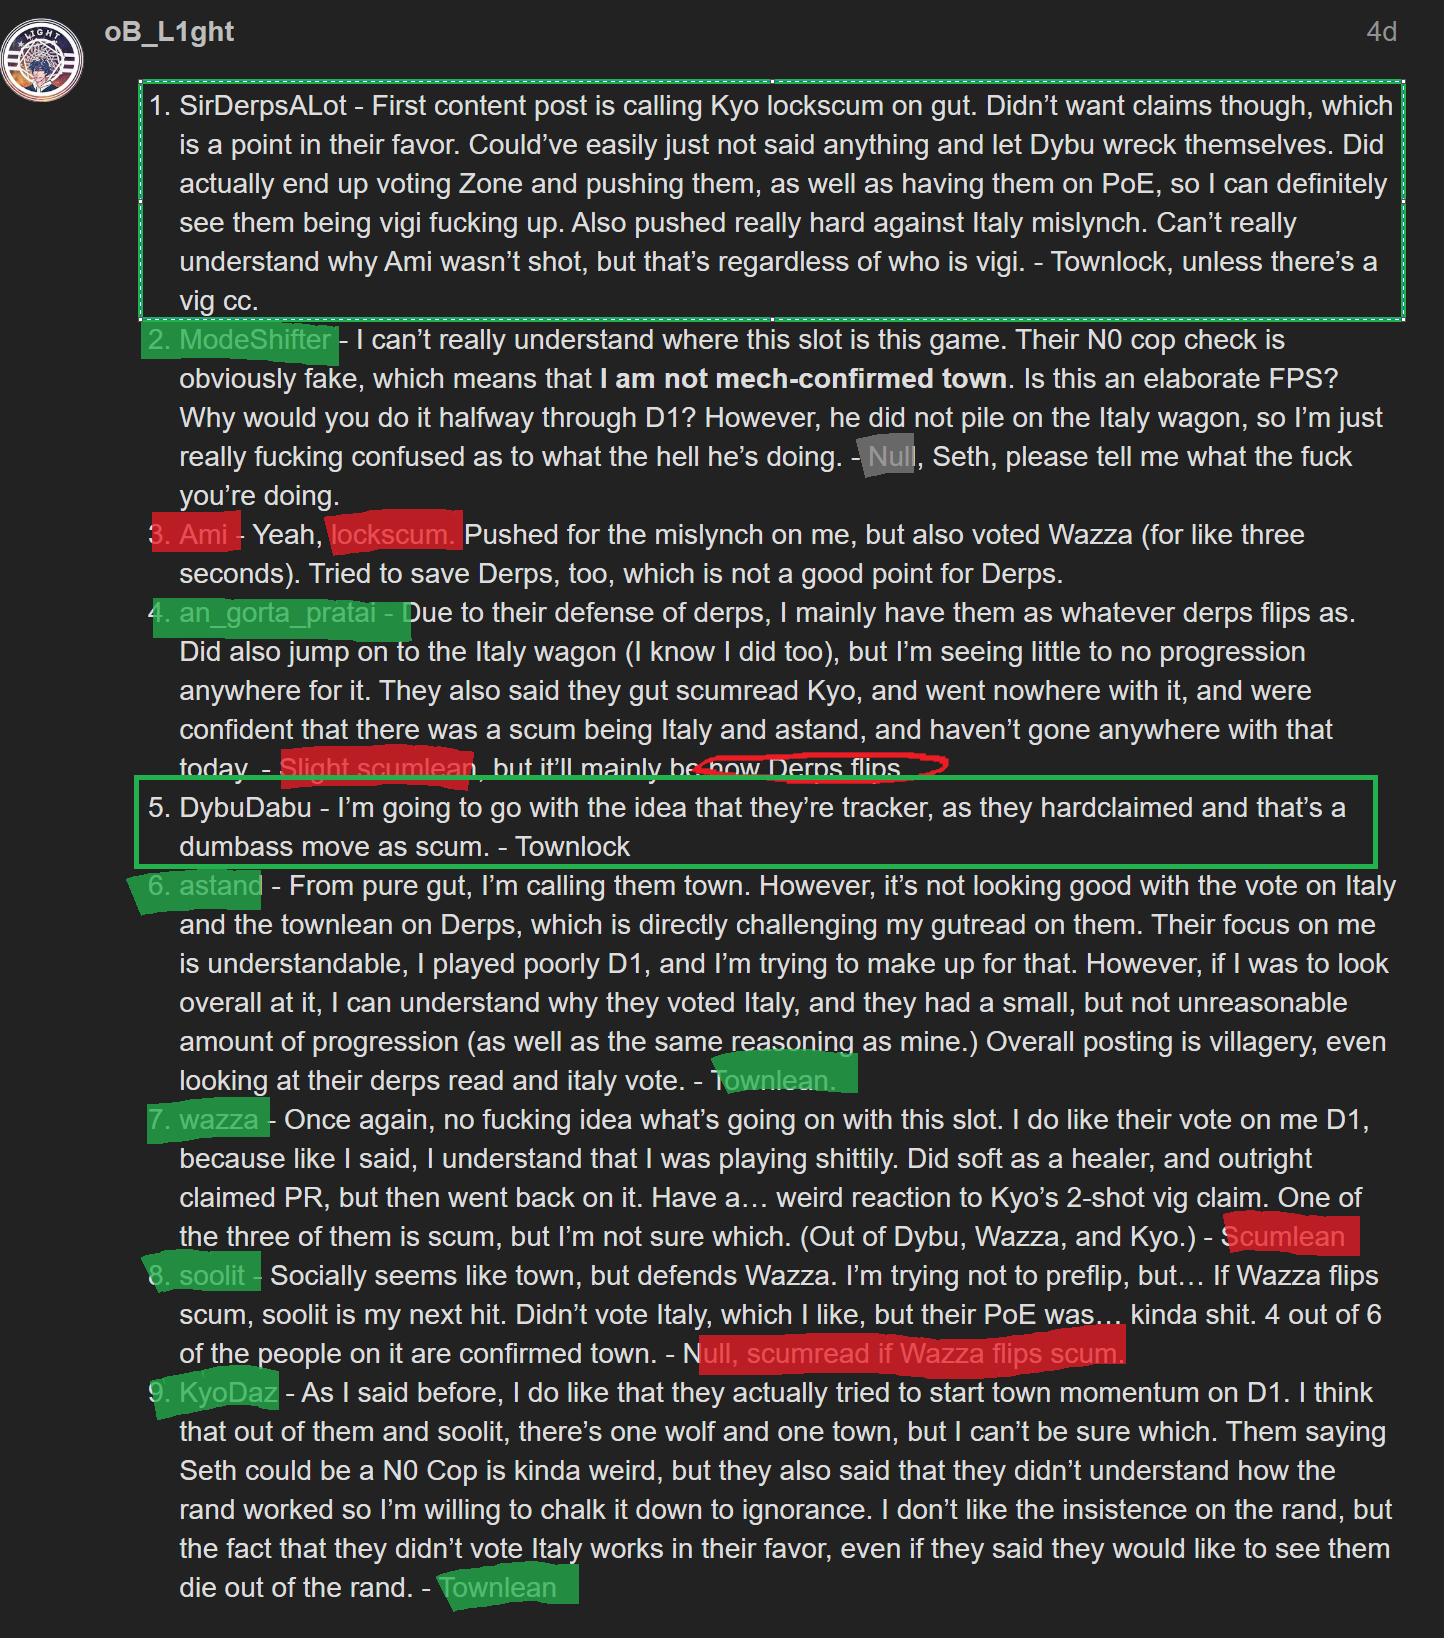 oB_L1ght
4d
LIGHT
1. SirDerpsALot - First content post is calling Kyo lockscum on gut. Didn’t want claims though, which
is a point in their favor. Could’ve easily just not said anything and let Dybu wreck themselves. Did
actually end up voting Zone and pushing them, as well as having them on PoE, so I can definitely
see them being vigi fucking up. Also pushed really hard against Italy mislynch. Can’t really
understand why Ami wasn’t shot, but that’s regardless of who is vigi. - Townlock, unless there’s a
vig cc.
2. ModeShifter - I can’t really understand where this slot is this game. Their N0 cop check is
obviously fake, which means that I am not mech-confirmed town. Is this an elaborate FPS?
Why would you do it halfway through D1? However, he did not pile on the Italy wagon, so I’m just
really fucking confused as to what the hell he’s doing. - Null, Seth, please tell me what the fuck
you’re doing.
3. Ami - Yeah, lockscum. Pushed for the mislynch on me, but also voted Wazza (for like three
seconds). Tried to save Derps, too, which is not a good point for Derps.
4. an_gorta_pratai - Due to their defense of derps, I mainly have them as whatever derps flips as.
Did also jump on to the Italy wagon (I know I did too), but I’m seeing little to no progression
anywhere for it. They also said they gut scumread Kyo, and went nowhere with it, and were
confident that there was a scum being Italy and astand, and haven’t gone anywhere with that
today. - Slight scumlean, but it’ll mainly be how Derps flips
5. DybuDabu - I’m going to go with the idea that they’re tracker, as they hardclaimed and that’s a
dumbass move as scum. - Townlock
6. astand - From pure gut, I’m calling them town. However, it’s not looking good with the vote on Italy
and the townlean on Derps, which is directly challenging my gutread on them. Their focus on me
is understandable, I played poorly D1, and I’m trying to make up for that. However, if I was to look
overall at it, I can understand why they voted Italy, and they had a small, but not unreasonable
amount of progression (as well as the same reasoning as mine.) Overall posting is villagery, even
looking at their derps read and italy vote. - Townlean.
7. wazza - Once again, no fucking idea what’s going on with this slot. I do like their vote on me D1,
because like I said, I understand that I was playing shittily. Did soft as a healer, and outright
claimed PR, but then went back on it. Have a… weird reaction to Kyo’s 2-shot vig claim. One of
the three of them is scum, but I’m not sure which. (Out of Dybu, Wazza, and Kyo.) - Scumlean
8. soolit - Socially seems like town, but defends Wazza. I’m trying not to preflip, but… If Wazza flips
scum, soolit is my next hit. Didn’t vote Italy, which I like, but their PoE was… kinda shit. 4 out of 6
of the people on it are confirmed town. - Null, scumread if Wazza flips scum.
9. KyoDaz - As I said before, I do like that they actually tried to start town momentum on D1. I think
that out of them and soolit, there’s one wolf and one town, but I can’t be sure which. Them saying
Seth could be a N0 Cop is kinda weird, but they also said that they didn’t understand how the
rand worked so I’m willing to chalk it down to ignorance. I don’t like the insistence on the rand, but
the fact that they didn’t vote Italy works in their favor, even if they said they would like to see them
die out of the rand. - Townlean